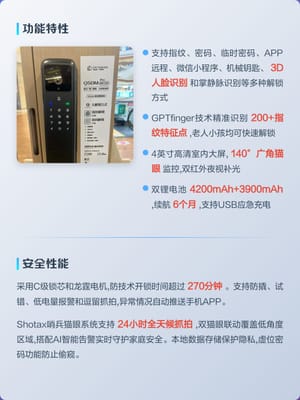 功能特性
支持指纹、密码、临时密码、APP
远程、微信小程序、机械钥匙、 3D
人脸识别 和掌静脉识别等多种解锁
方式
GPTfinger技术精准识别 200+指
纹特征点 ,老人小孩均可快速解锁
4英寸高清室内大屏, 140°广角猫
眼 监控,双红外夜视补光
双锂电池 4200mAh+3900mAh
,续航 6个月 ,支持USB应急充电
安全性能
采用C级锁芯和龙霆电机,防技术开锁时间超过 270分钟 。支持防撬、试
错、低电量报警和逗留抓拍,异常情况自动推送手机APP。
Shotax哨兵猫眼系统支持 24小时全天候抓拍 ,双猫眼联动覆盖低角度
区域,搭配AI智能告警实时守护家庭安全。本地数据存储保护隐私,虚位密
码功能防止偷窥。